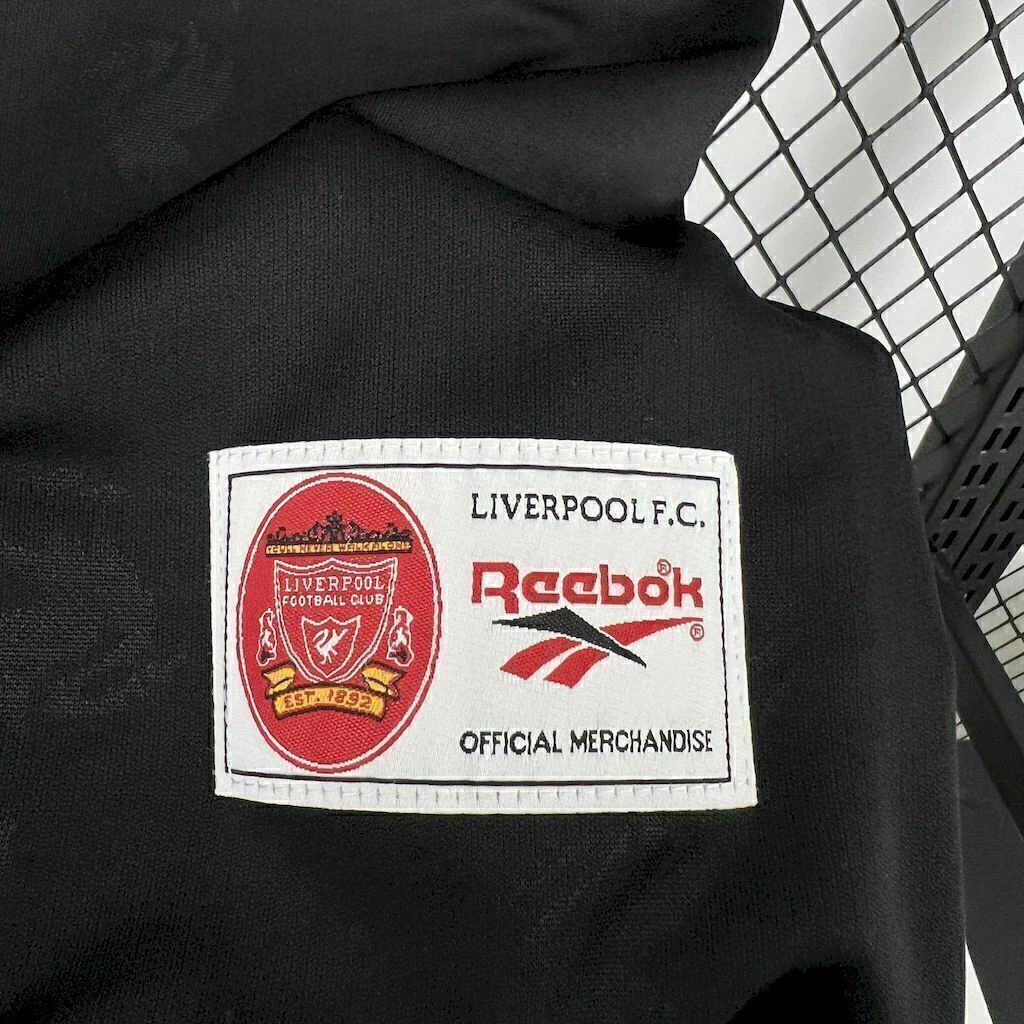 YOU'LL NEVER WALK ALONE
LIVERPOOL
FOOTBALL CLUB
EST. 1892
LIVERPOOL F.C.
Reebok®
®
OFFICIAL MERCHANDISE